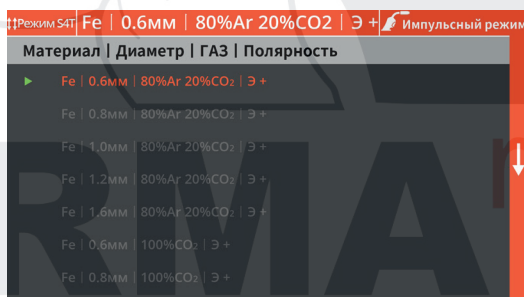 Режим S4T Fe | 0.6мм | 80%Ar 20%CO2 | Э + Импульсный режим
Материал | Диаметр | ГАЗ | Полярность
Fe | 0.6мм | 80%Ar 20%CO₂ | Э +
Fe | 0.8мм | 80%Ar 20%CO₂ | Э +
Fe | 1.0мм | 80%Ar 20%CO₂ | Э +
Fe | 1.2мм | 80%Ar 20%CO₂ | Э +
Fe | 1.6мм | 80%Ar 20%CO₂ | Э +
Fe | 0.6мм | 100%CO₂ | Э +
Fe | 0.8мм | 100%CO₂ | Э +